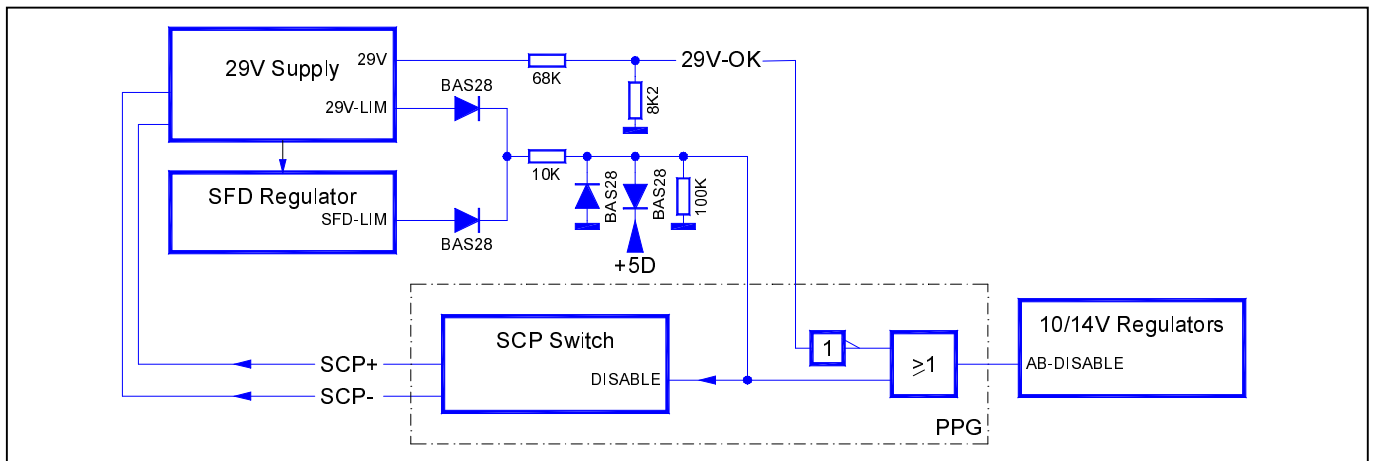 29V Supply
29V
29V-LIM
BAS28
68K
8K2
29V-OK
SFD Regulator
SFD-LIM
BAS28
10K
BAS28
BAS28
100K
+5D
SCP Switch
DISABLE
SCP+
SCP-
1
≥1
PPG
10/14V Regulators
AB-DISABLE